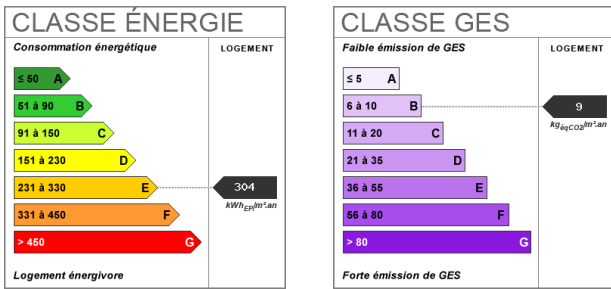 CLASSE ÉNERGIE
Consommation énergétique
LOGEMENT
≤ 50 A
51 à 90 B
91 à 150 C
151 à 230 D
231 à 330 E
304
kWhEP/m².an
331 à 450 F
> 450 G
Logement énergivore
CLASSE GES
Faible émission de GES
LOGEMENT
≤ 5 A
6 à 10 B
9
kgéqCO2/m².an
11 à 20 C
21 à 35 D
36 à 55 E
56 à 80 F
> 80 G
Forte émission de GES